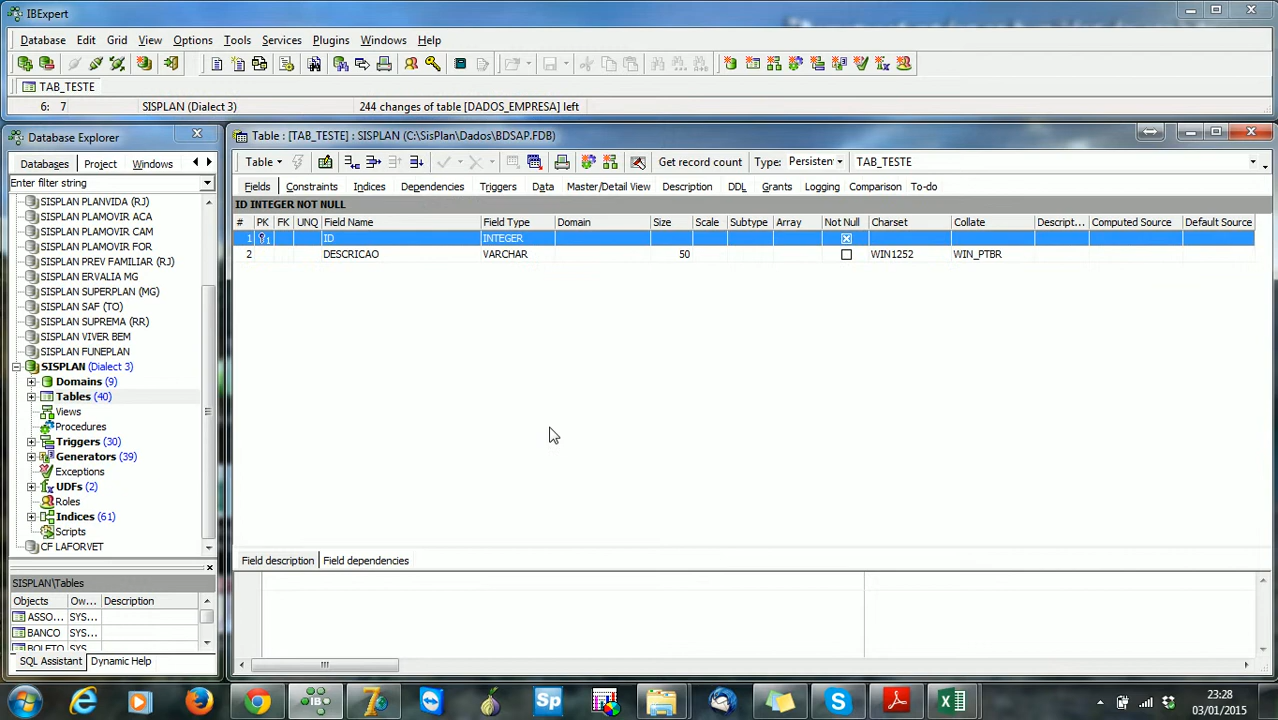 IBExpert
Database Edit Grid View Options Tools Services Plugins Windows Help
TAB_TESTE
6: 7 SISPLAN (Dialect 3) 244 changes of table [DADOS_EMPRESA] left
Database Explorer
Table : [TAB_TESTE] : SISPLAN (C:\SisPlan\Dados\BDSAP.FDB)
Databases Project Windows
Table Get record count Type: Persisten TAB_TESTE
Enter filter string
Fields Constraints Indices Dependencies Triggers Data Master/Detail View Description DDL Grants Logging Comparison To-do
ID INTEGER NOT NULL
# PK FK UNQ Field Name Field Type Domain Size Scale Subtype Array Not Null Charset Collate Descript... Computed Source Default Source
1 1 ID INTEGER
2 DESCRICAO VARCHAR 50 WIN1252 WIN_PTBR
SISPLAN PLANVIDA (RJ)
SISPLAN PLAMOVIR ACA
SISPLAN PLAMOVIR CAM
SISPLAN PLAMOVIR FOR
SISPLAN PREV FAMILIAR (RJ)
SISPLAN ERVALIA MG
SISPLAN SUPERPLAN (MG)
SISPLAN SAF (TO)
SISPLAN SUPREMA (RR)
SISPLAN VIVER BEM
SISPLAN FUNEPLAN
SISPLAN (Dialect 3)
Domains (9)
Tables (40)
Views
Procedures
Triggers (30)
Generators (39)
Exceptions
UDFs (2)
Roles
Indices (61)
Scripts
CF LAFORVET
Field description Field dependencies
SISPLAN\Tables
Objects Ow... Description
ASSO... SYS...
BANCO SYS...
BOLETO SYS...
SQL Assistant Dynamic Help
IB 7 Sp
23:28
03/01/2015